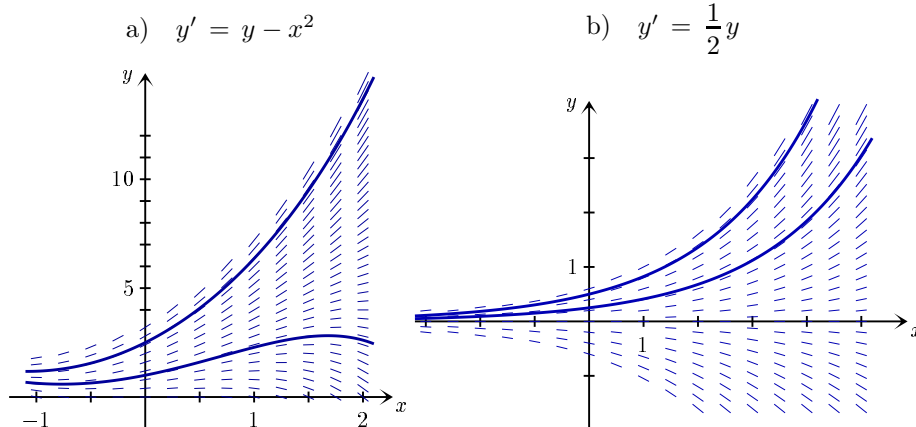 a) y′ = y − x²
b) y′ = 1/2 y
y
10
5
−1
1
2
x
y
1
1
x